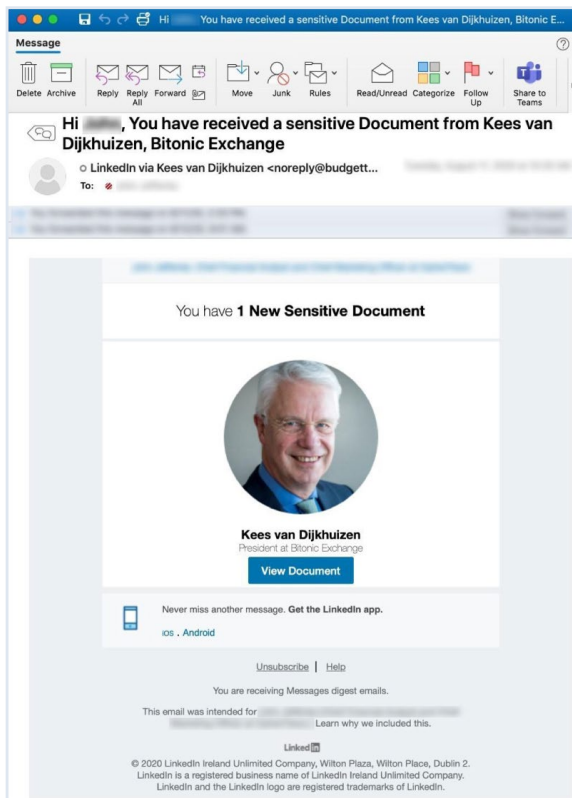 Hi You have received a sensitive Document from Kees van Dijkhuizen, Bitonic E...
Message
Delete Archive Reply Reply All Forward Move Junk Rules Read/Unread Categorize Follow Up Share to Teams
Hi , You have received a sensitive Document from Kees van
Dijkhuizen, Bitonic Exchange
LinkedIn via Kees van Dijkhuizen <noreply@budgett...
To:
You have 1 New Sensitive Document
Kees van Dijkhuizen
President at Bitonic Exchange
View Document
Never miss another message. Get the LinkedIn app.
iOS . Android
Unsubscribe | Help
You are receiving Messages digest emails.
This email was intended for
Learn why we included this.
Linked in
© 2020 LinkedIn Ireland Unlimited Company, Wilton Plaza, Wilton Place, Dublin 2.
LinkedIn is a registered business name of LinkedIn Ireland Unlimited Company.
LinkedIn and the LinkedIn logo are registered trademarks of LinkedIn.